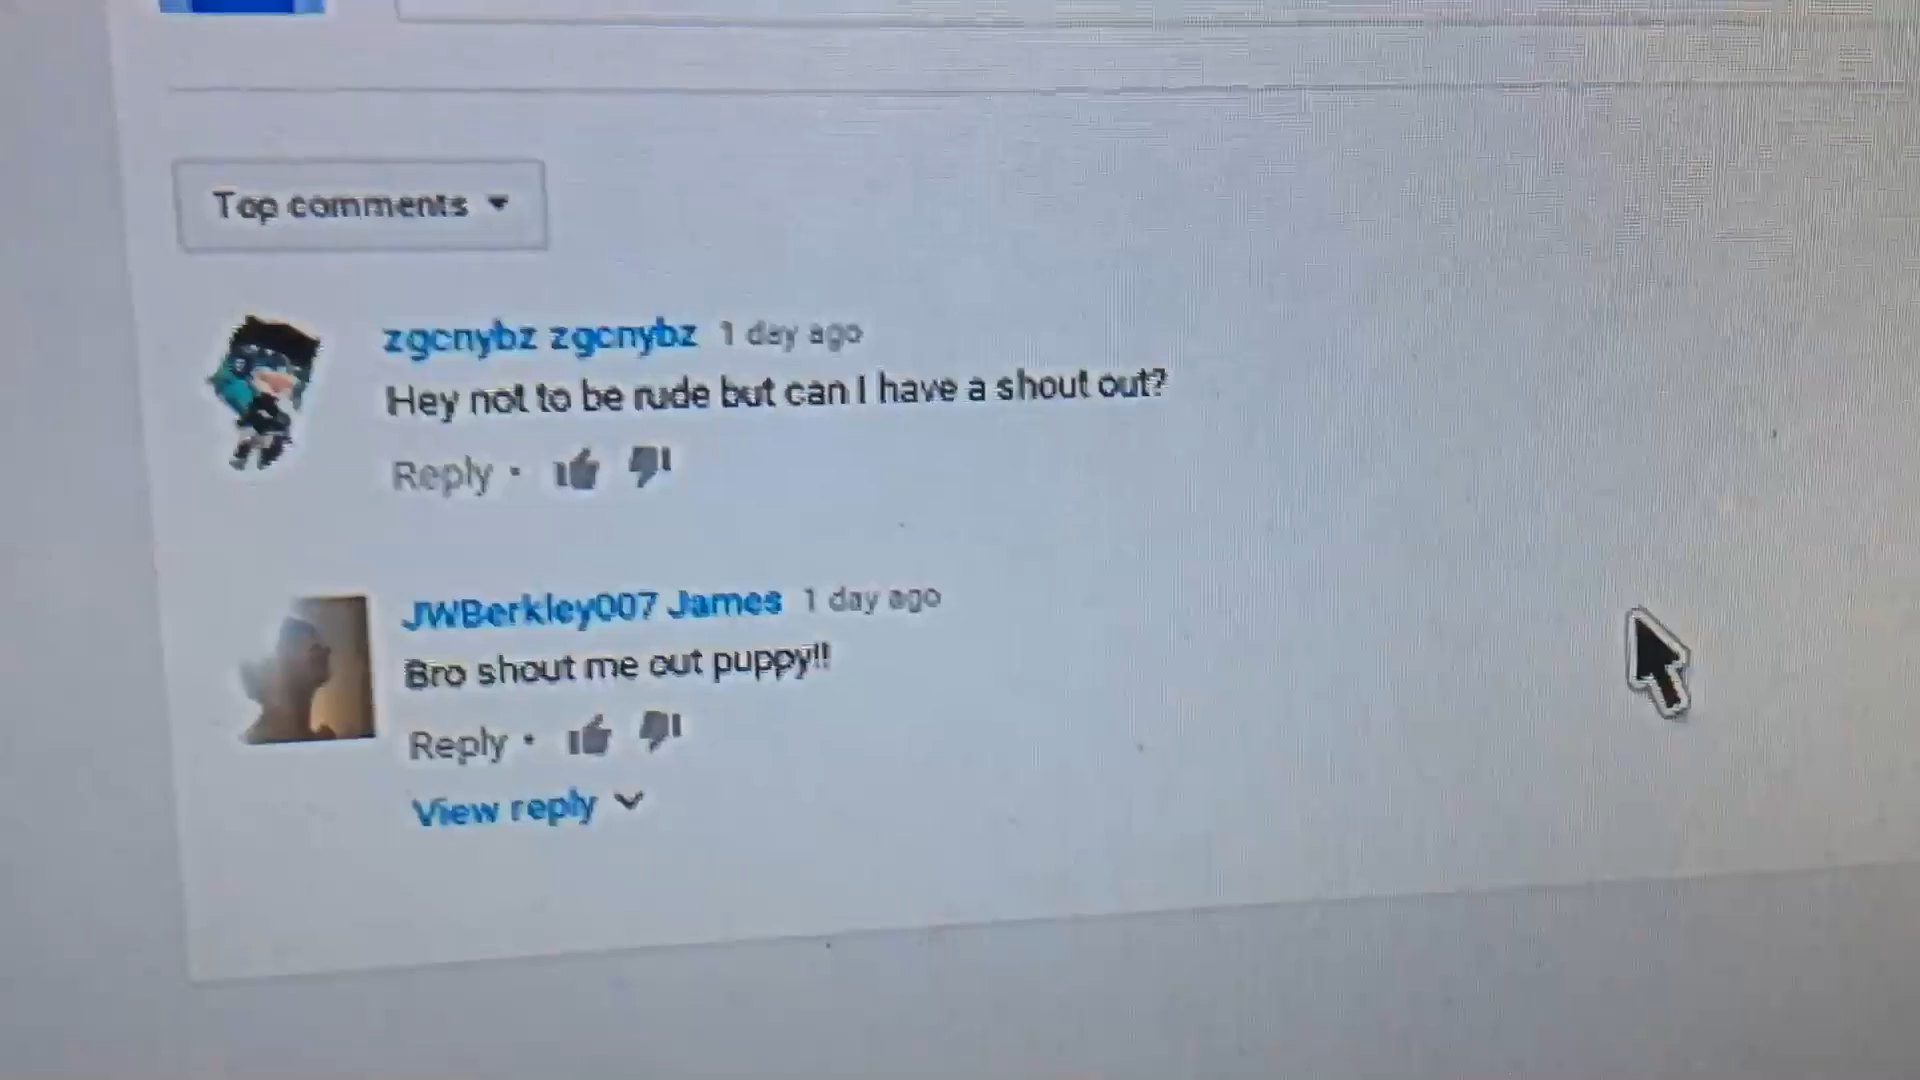 Top comments
zgcnybz zgcnybz 1 day ago
Hey not to be rude but can I have a shout out?
Reply
JWBerkley007 James 1 day ago
Bro shout me out puppy!!
Reply
View reply